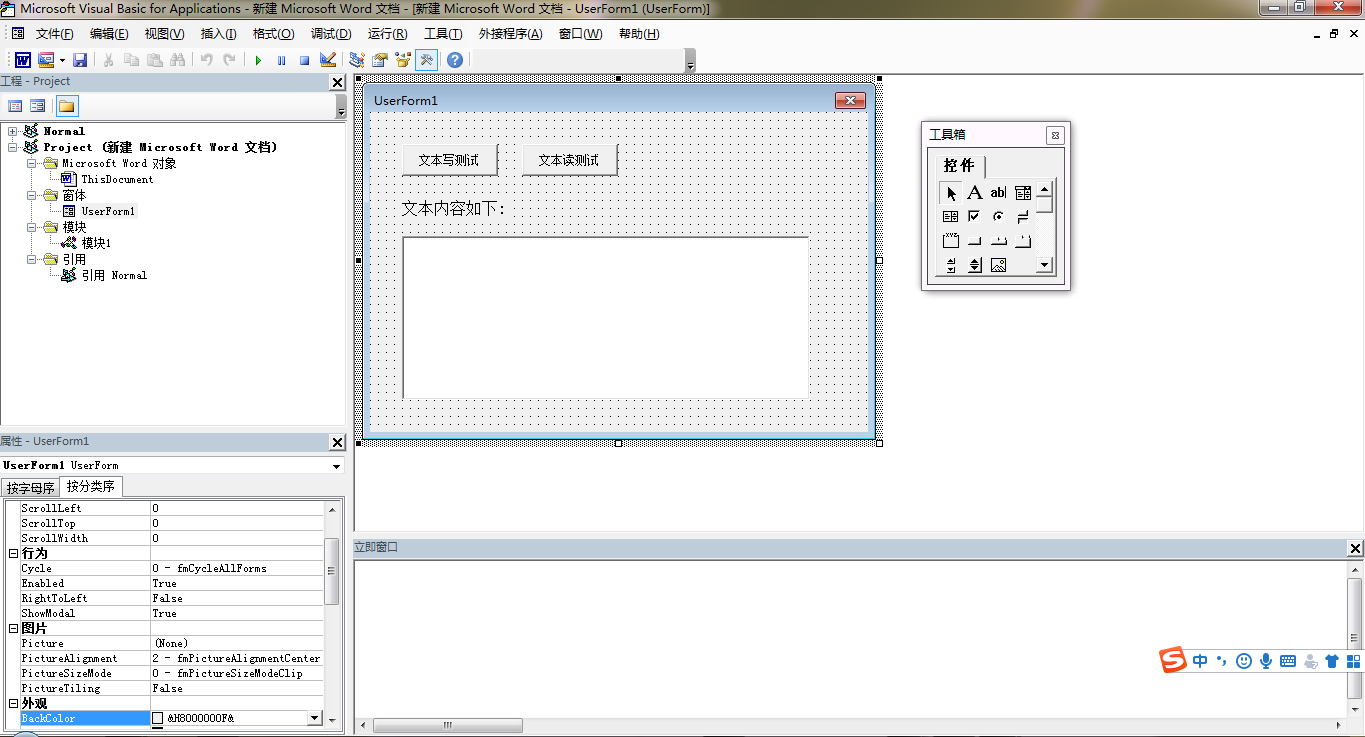 Microsoft Visual Basic for Applications - 新建 Microsoft Word 文档 - [新建 Microsoft Word 文档 - UserForm1 (UserForm)]
文件(F) 编辑(E) 视图(V) 插入(I) 格式(O) 调试(D) 运行(R) 工具(T) 外接程序(A) 窗口(W) 帮助(H)
工程 - Project
Normal
Project (新建 Microsoft Word 文档)
Microsoft Word 对象
ThisDocument
窗体
UserForm1
模块
模块1
引用
引用 Normal
属性 - UserForm1
UserForm1 UserForm
按字母序 按分类序
ScrollLeft 0
ScrollTop 0
ScrollWidth 0
行为
Cycle 0 - fmCycleAllForms
Enabled True
RightToLeft False
ShowModal True
图片
Picture (None)
PictureAlignment 2 - fmPictureAlignmentCenter
PictureSizeMode 0 - fmPictureSizeModeClip
PictureTiling False
外观
BackColor &H8000000F&
UserForm1
文本写测试 文本读测试
文本内容如下：
工具箱
控件
A ab|
xyz
立即窗口
S 中